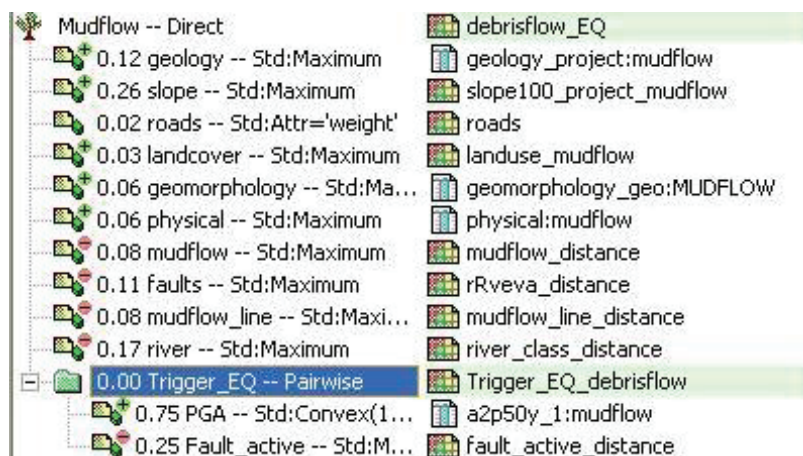 Mudflow -- Direct debrisflow_EQ
0.12 geology -- Std:Maximum geology_project:mudflow
0.26 slope -- Std:Maximum slope100_project_mudflow
0.02 roads -- Std:Attr='weight' roads
0.03 landcover -- Std:Maximum landuse_mudflow
0.06 geomorphology -- Std:Ma... geomorphology_geo:MUDFLOW
0.06 physical -- Std:Maximum physical:mudflow
0.08 mudflow -- Std:Maximum mudflow_distance
0.11 faults -- Std:Maximum rRveva_distance
0.08 mudflow_line -- Std:Maxi... mudflow_line_distance
0.17 river -- Std:Maximum river_class_distance
0.00 Trigger_EQ -- Pairwise Trigger_EQ_debrisflow
0.75 PGA -- Std:Convex(1... a2p50y_1:mudflow
0.25 Fault_active -- Std:M... fault_active_distance